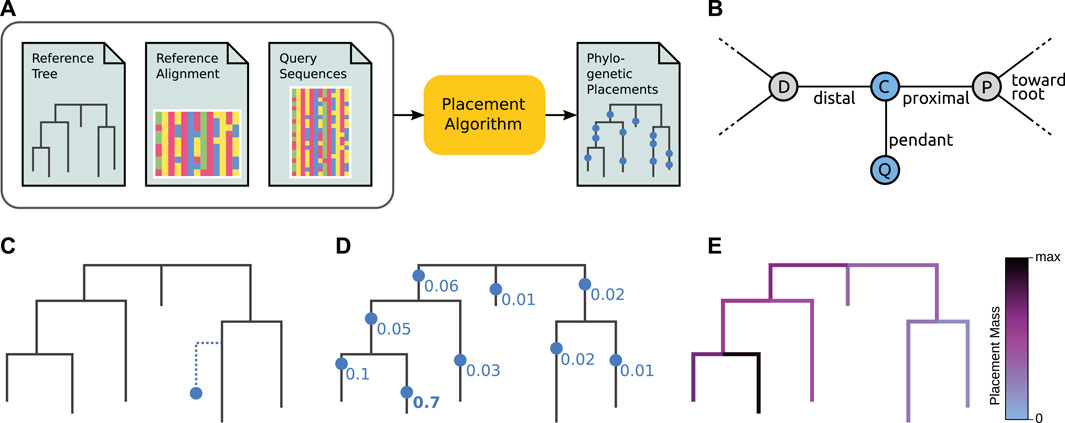 A
Reference
Tree
Reference
Alignment
Query
Sequences
Placement
Algorithm
Phylo-
genetic
Placements
B
D
distal
C
proximal
P
toward
root
pendant
Q
C
D
0.06
0.01
0.02
0.05
0.1
0.7
0.03
0.02
0.01
E
max
Placement Mass
0